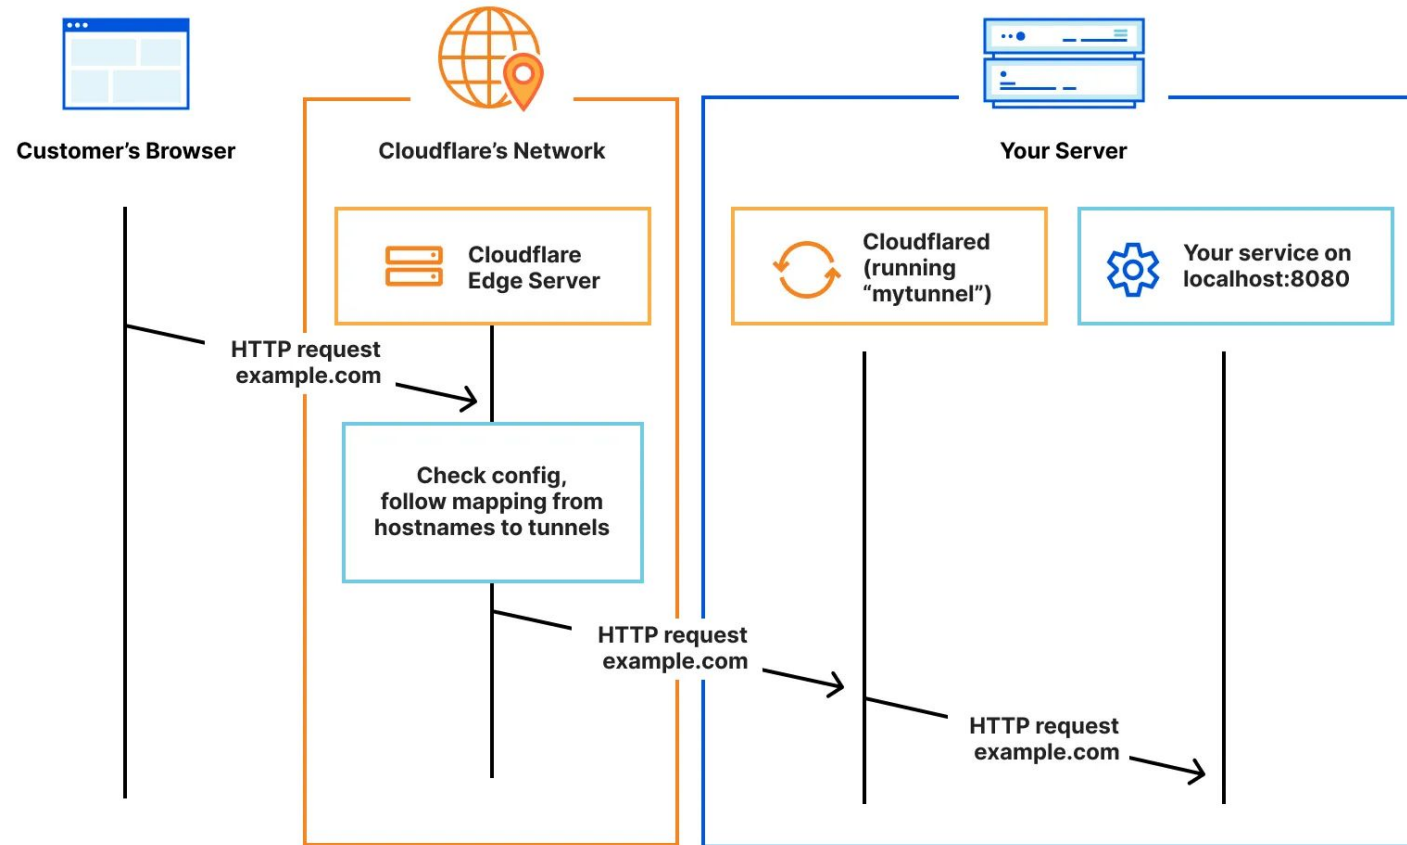 Customer’s Browser
Cloudflare’s Network
Your Server
Cloudflare
Edge Server
Cloudflared
(running
“mytunnel”)
Your service on
localhost:8080
HTTP request
example.com
Check config,
follow mapping from
hostnames to tunnels
HTTP request
example.com
HTTP request
example.com